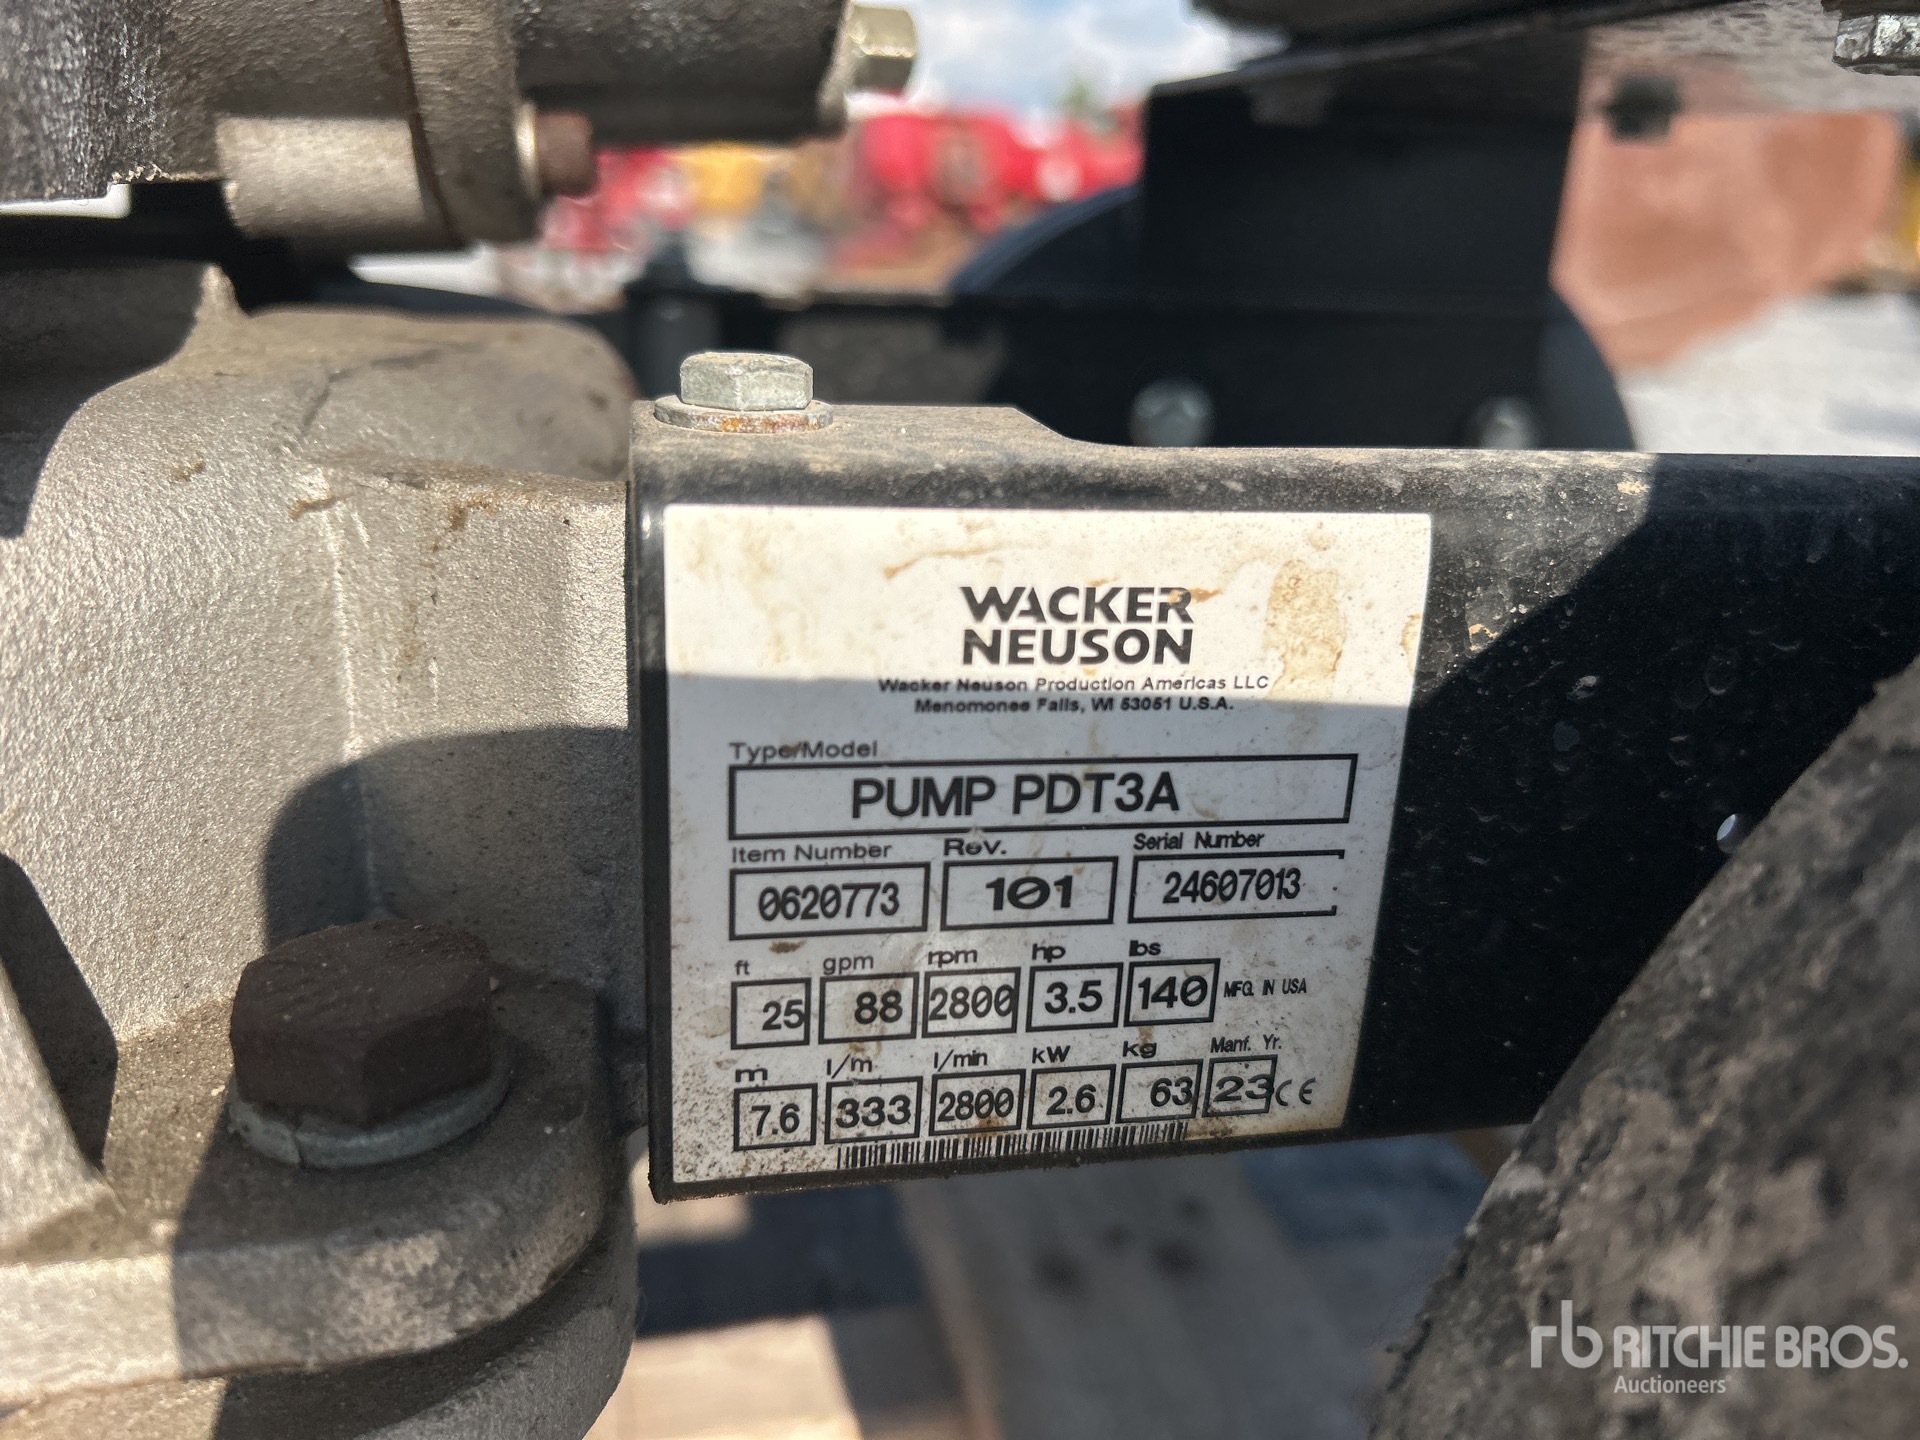 WACKER
NEUSON
Wacker Neuson Production Americas LLC
Menomonee Falls, WI 53051 U.S.A.
Type/Model
PUMP PDT3A
Item Number Rev. Serial Number
0620773 101 24607013
ft gpm rpm hp lbs
25 88 2800 3.5 140 MFG. IN USA
m l/m 1/min kW kg Manf. Yr.
7.6 333 2800 2.6 63 23 CE
rb RITCHIE BROS.
Auctioneers